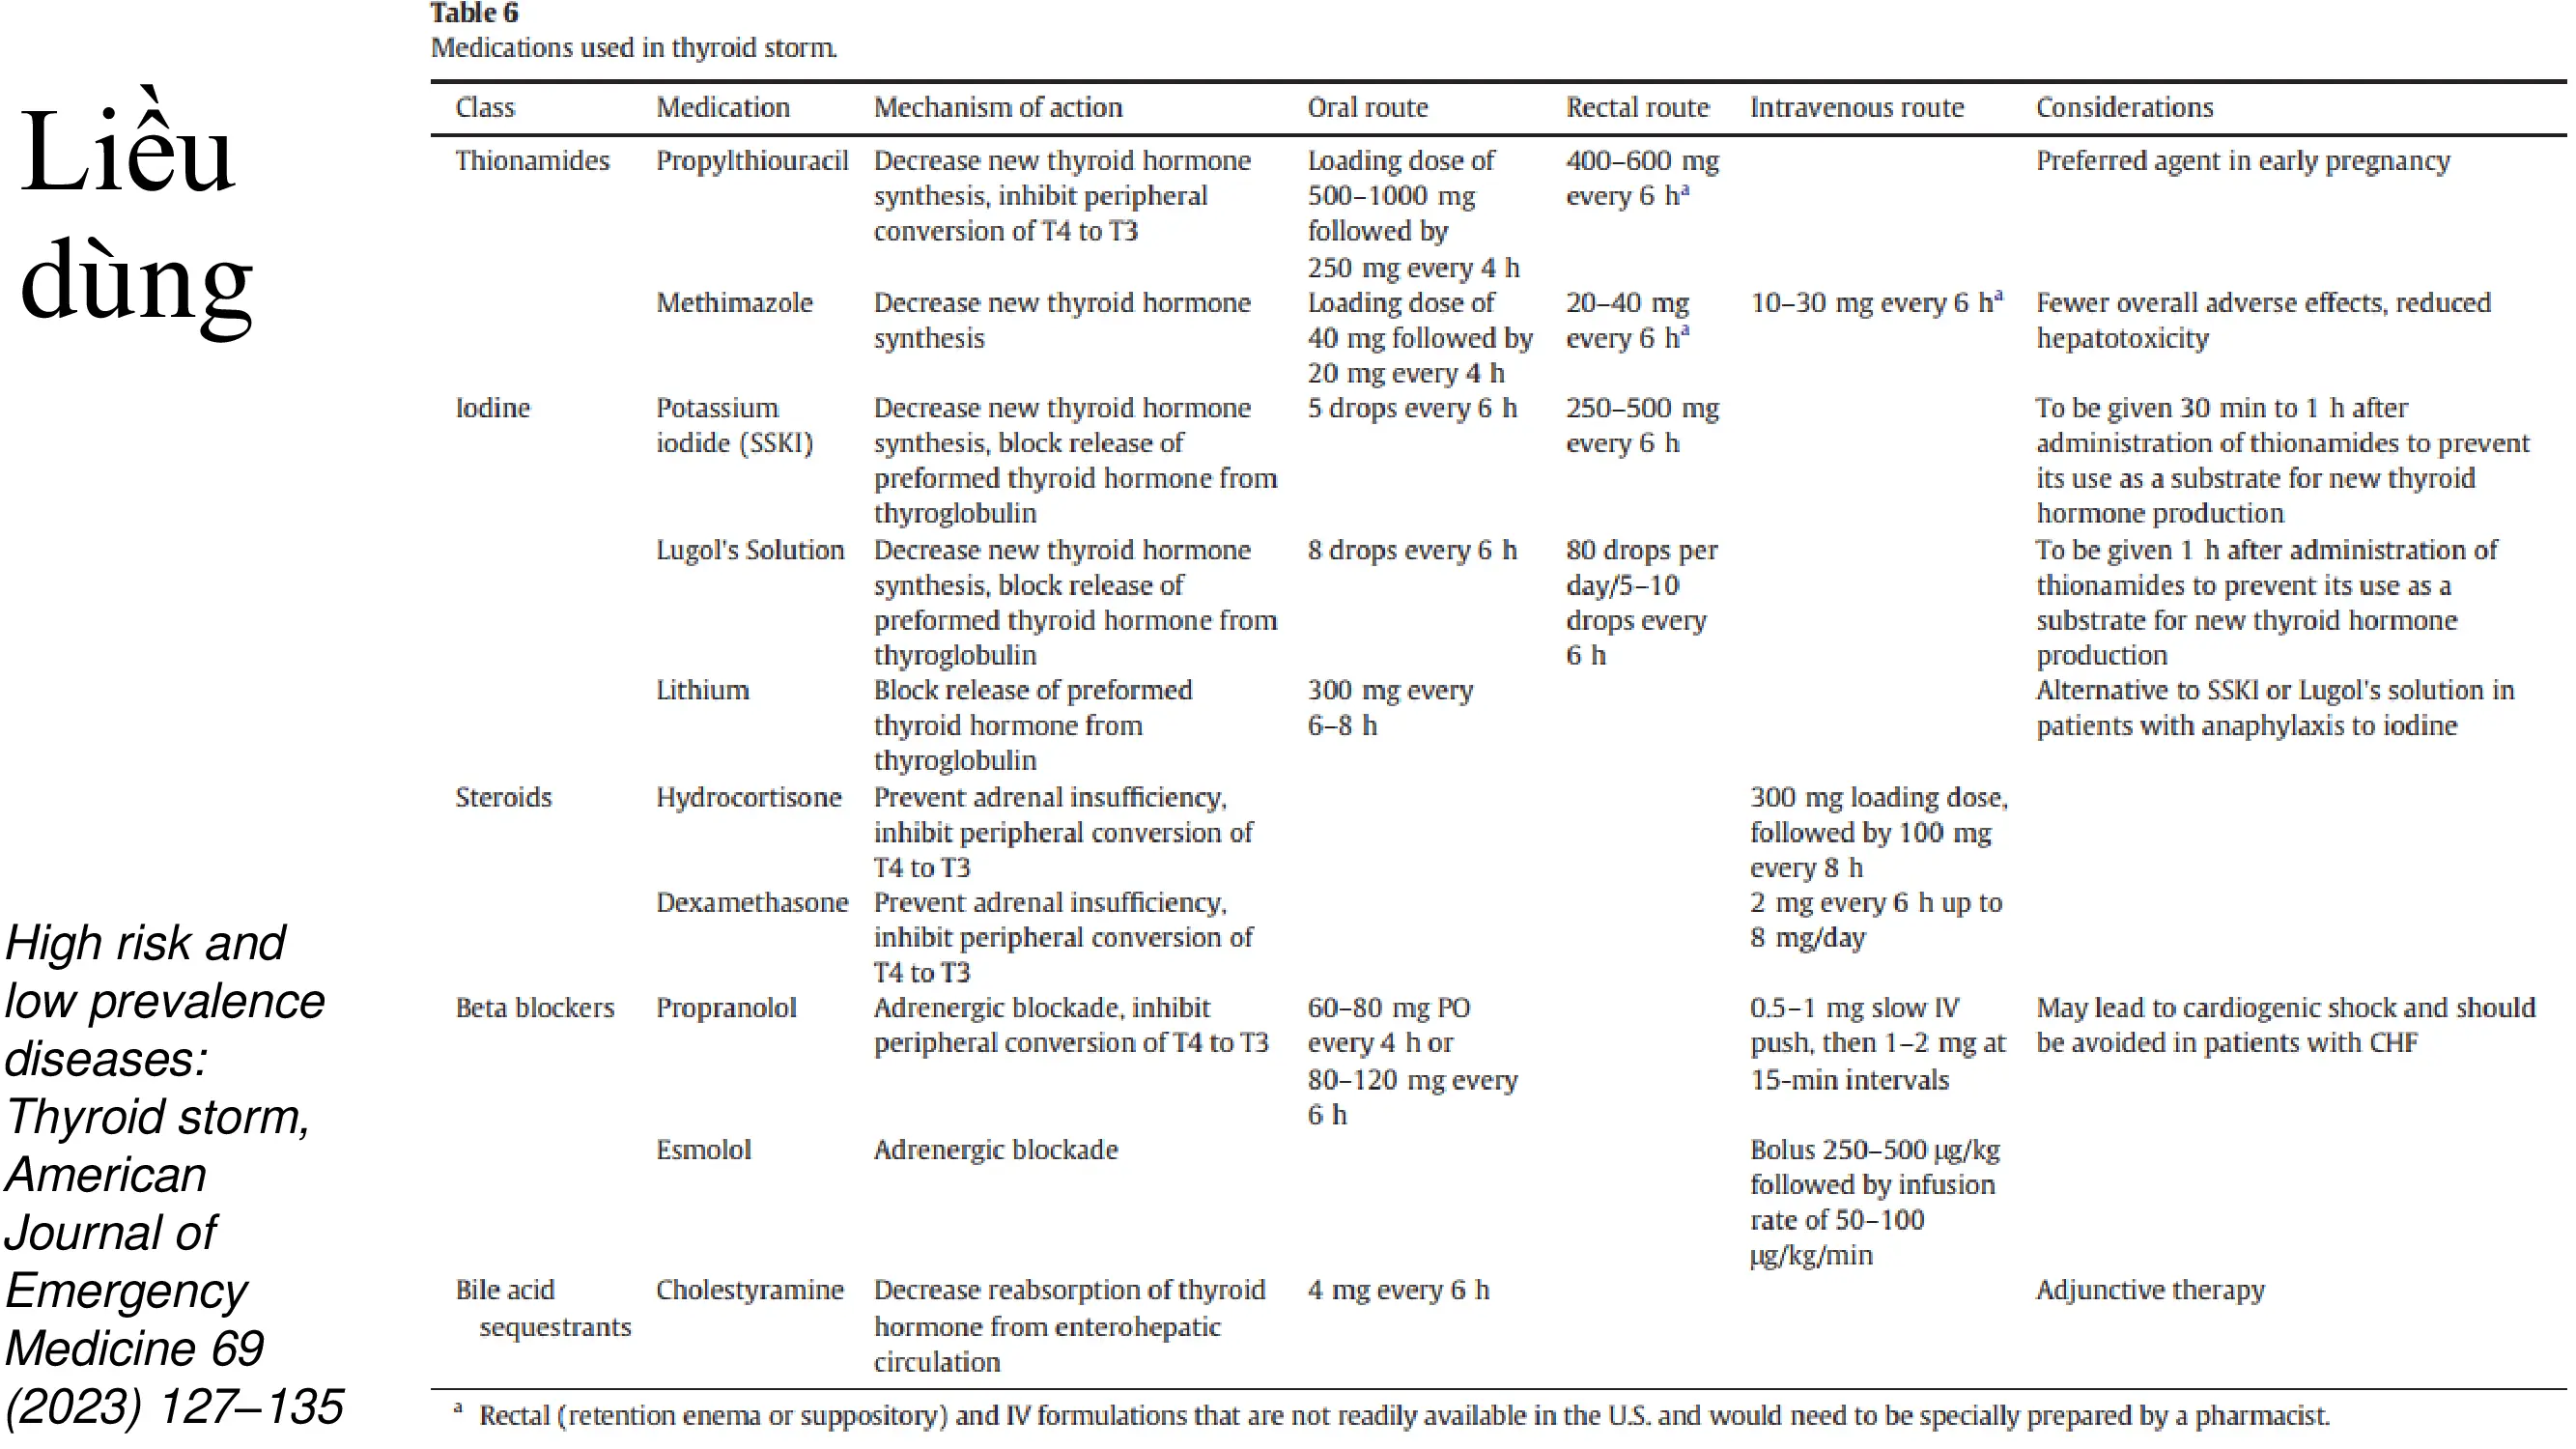 Liều
dùng
High risk and
low prevalence
diseases:
Thyroid storm,
American
Journal of
Emergency
Medicine 69
(2023) 127–135
Table 6
Medications used in thyroid storm.
Class Medication Mechanism of action Oral route Rectal route Intravenous route Considerations
Thionamides Propylthiouracil Decrease new thyroid hormone Loading dose of 400–600 mg Preferred agent in early pregnancy
synthesis, inhibit peripheral 500–1000 mg every 6 hᵃ
conversion of T4 to T3 followed by
250 mg every 4 h
Methimazole Decrease new thyroid hormone Loading dose of 20–40 mg 10–30 mg every 6 hᵃ Fewer overall adverse effects, reduced
synthesis 40 mg followed by every 6 hᵃ hepatotoxicity
20 mg every 4 h
Iodine Potassium Decrease new thyroid hormone 5 drops every 6 h 250–500 mg To be given 30 min to 1 h after
iodide (SSKI) synthesis, block release of every 6 h administration of thionamides to prevent
preformed thyroid hormone from its use as a substrate for new thyroid
thyroglobulin hormone production
Lugol's Solution Decrease new thyroid hormone 8 drops every 6 h 80 drops per To be given 1 h after administration of
synthesis, block release of day/5–10 thionamides to prevent its use as a
preformed thyroid hormone from drops every substrate for new thyroid hormone
thyroglobulin 6 h production
Lithium Block release of preformed 300 mg every Alternative to SSKI or Lugol's solution in
thyroid hormone from 6–8 h patients with anaphylaxis to iodine
thyroglobulin
Steroids Hydrocortisone Prevent adrenal insufficiency, 300 mg loading dose,
inhibit peripheral conversion of followed by 100 mg
T4 to T3 every 8 h
Dexamethasone Prevent adrenal insufficiency, 2 mg every 6 h up to
inhibit peripheral conversion of 8 mg/day
T4 to T3
Beta blockers Propranolol Adrenergic blockade, inhibit 60–80 mg PO 0.5–1 mg slow IV May lead to cardiogenic shock and should
peripheral conversion of T4 to T3 every 4 h or push, then 1–2 mg at be avoided in patients with CHF
80–120 mg every 15-min intervals
6 h
Esmolol Adrenergic blockade Bolus 250–500 μg/kg
followed by infusion
rate of 50–100
μg/kg/min
Bile acid Cholestyramine Decrease reabsorption of thyroid 4 mg every 6 h Adjunctive therapy
sequestrants hormone from enterohepatic
circulation
ᵃ Rectal (retention enema or suppository) and IV formulations that are not readily available in the U.S. and would need to be specially prepared by a pharmacist.